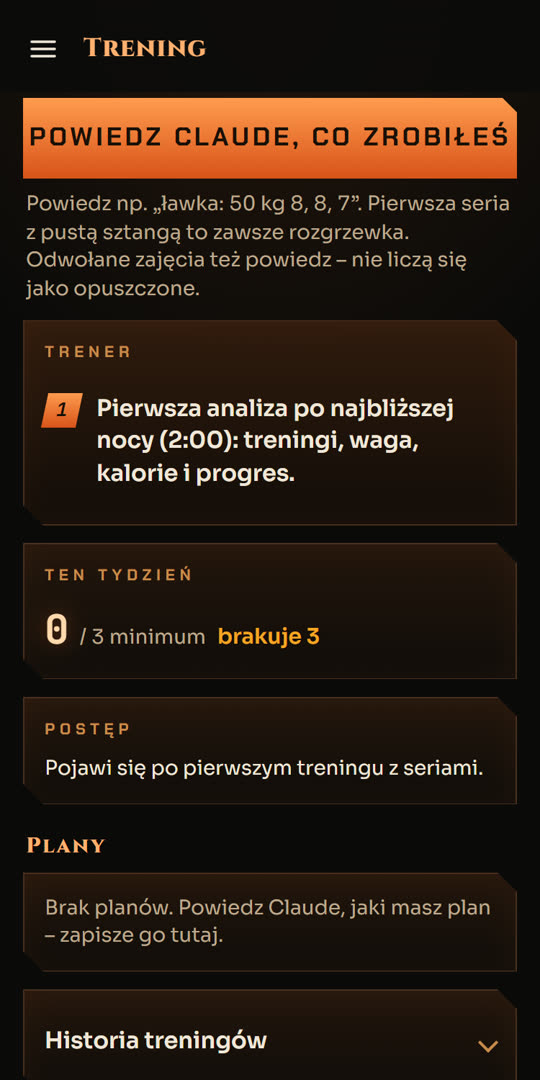 Trening
POWIEDZ CLAUDE, CO ZROBIŁEŚ
Powiedz np. „ławka: 50 kg 8, 8, 7”. Pierwsza seria
z pustą sztangą to zawsze rozgrzewka.
Odwołane zajęcia też powiedz – nie liczą się
jako opuszczone.
TRENER
1 Pierwsza analiza po najbliższej
nocy (2:00): treningi, waga,
kalorie i progres.
TEN TYDZIEŃ
0 / 3 minimum brakuje 3
POSTĘP
Pojawi się po pierwszym treningu z seriami.
Plany
Brak planów. Powiedz Claude, jaki masz plan
– zapisze go tutaj.
Historia treningów